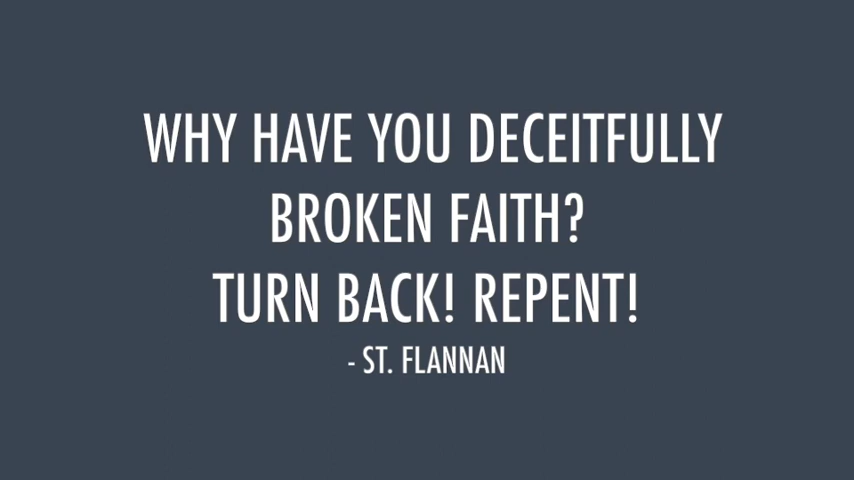 WHY HAVE YOU DECEITFULLY
BROKEN FAITH?
TURN BACK! REPENT!
- ST. FLANNAN